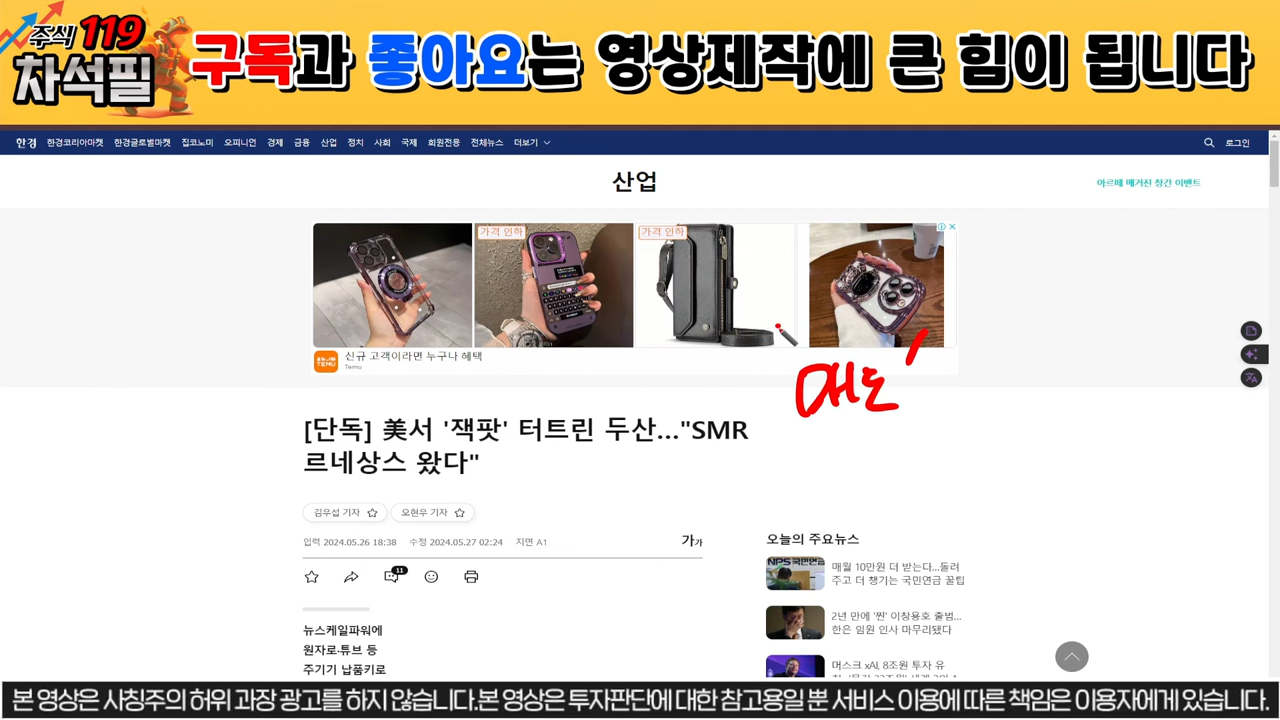 주식 119
차석필
구독과 좋아요는 영상제작에 큰 힘이 됩니다
한경 한경코리아마켓 한경글로벌마켓 집코노미 오피니언 경제 금융 산업 정치 사회 국제 회원전용 전체뉴스 더보기 로그인
산업
아르떼 매거진 창간 이벤트
가격 인하
가격 인하
TEMU
신규 고객이라면 누구나 혜택
Temu
매도
[단독] 美서 '잭팟' 터트린 두산..."SMR
르네상스 왔다"
김우섭 기자 오현우 기자
입력 2024.05.26 18:38 수정 2024.05.27 02:24 지면 A1
가가
11
뉴스케일파워에
원자로·튜브 등
주기기 납품키로
오늘의 주요뉴스
NPS 국민연금
매월 10만원 더 받는다...돌려
주고 더 챙기는 국민연금 꿀팁
2년 만에 '찐' 이창용호 출범...
한은 임원 인사 마무리됐다
머스크 xAI, 8조원 투자 유
본 영상은 사칭주의 허위 과장 광고를 하지 않습니다.본 영상은 투자판단에 대한 참고용일 뿐 서비스 이용에 따른 책임은 이용자에게 있습니다.